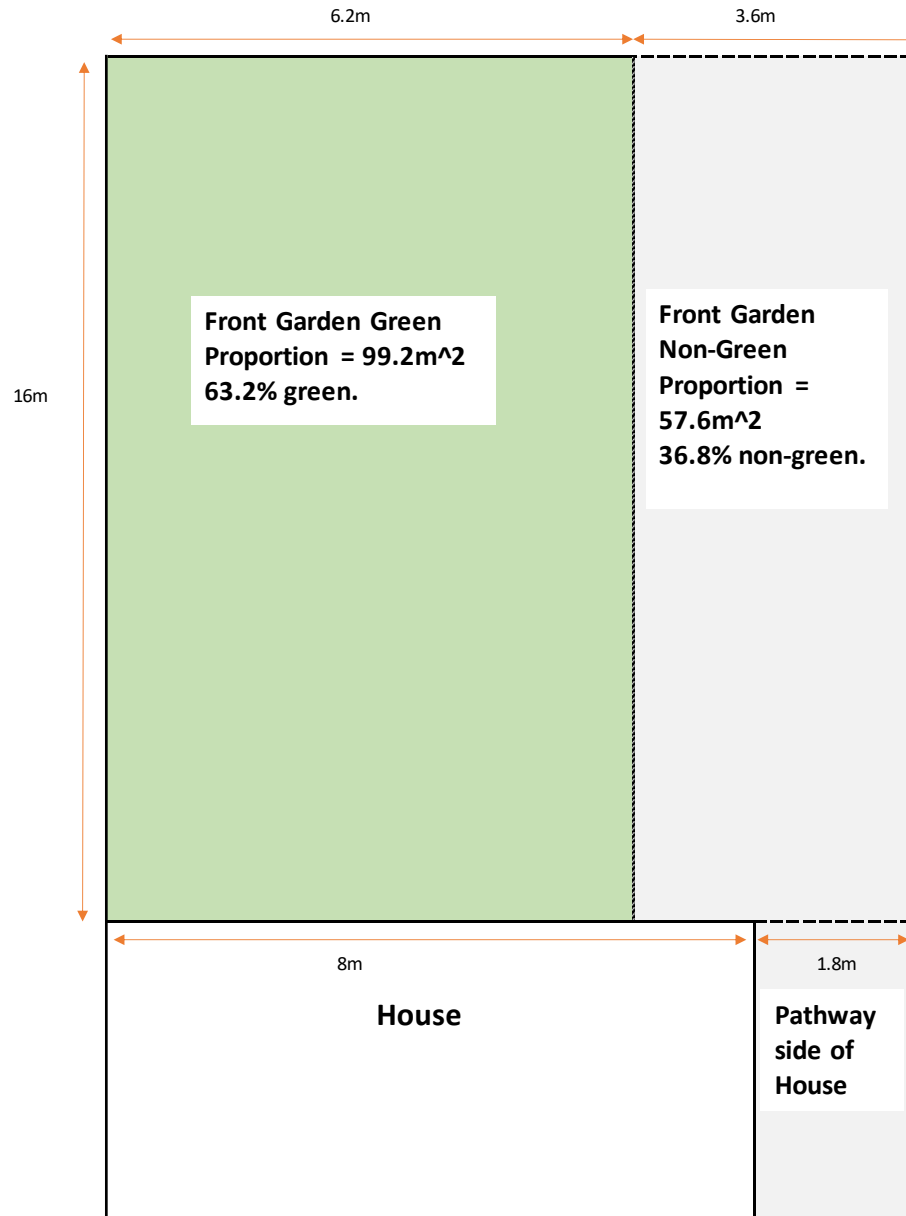 6.2m
3.6m
16m
Front Garden Green
Proportion = 99.2m^2
63.2% green.
Front Garden
Non-Green
Proportion =
57.6m^2
36.8% non-green.
8m
1.8m
House
Pathway
side of
House